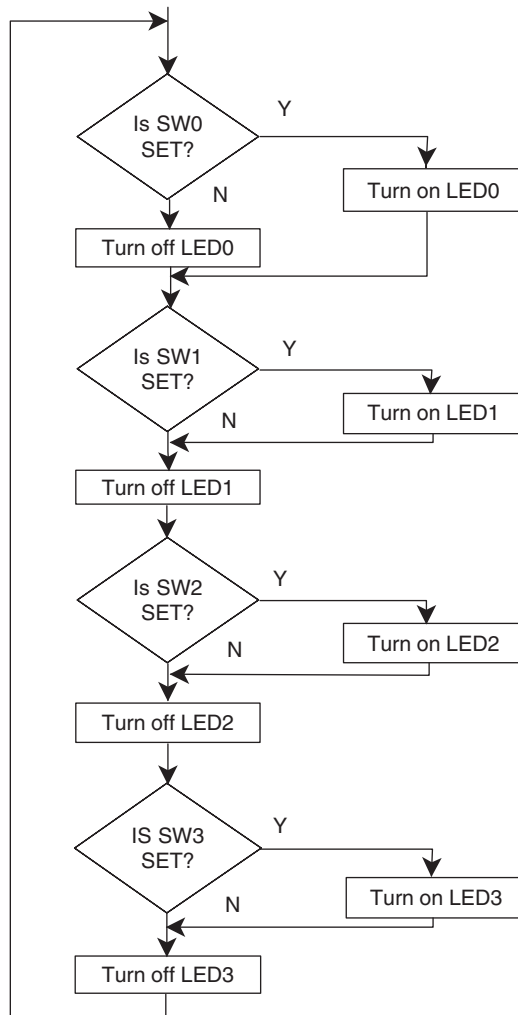 Is SW0
SET?
Y
N
Turn on LED0
Turn off LED0
Is SW1
SET?
Y
N
Turn on LED1
Turn off LED1
Is SW2
SET?
Y
N
Turn on LED2
Turn off LED2
IS SW3
SET?
Y
N
Turn on LED3
Turn off LED3